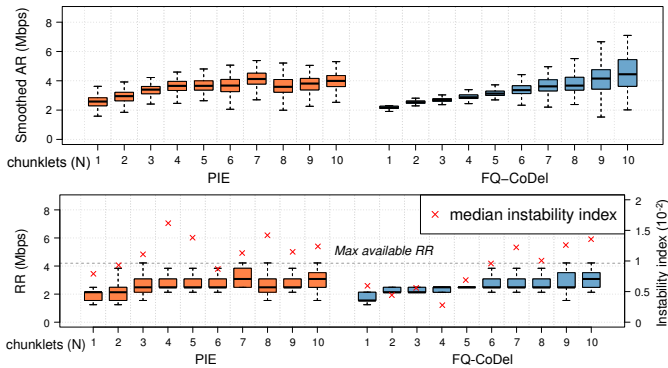 Smoothed AR (Mbps)
8
6
4
2
0
chunklets (N)
1 2 3 4 5 6 7 8 9 10 1 2 3 4 5 6 7 8 9 10
PIE FQ−CoDel
RR (Mbps)
8
6
4
2
0
× median instability index
Max available RR
2
1.5
1
0.5
0
Instability index (10⁻²)
chunklets (N)
1 2 3 4 5 6 7 8 9 10 1 2 3 4 5 6 7 8 9 10
PIE FQ-CoDel